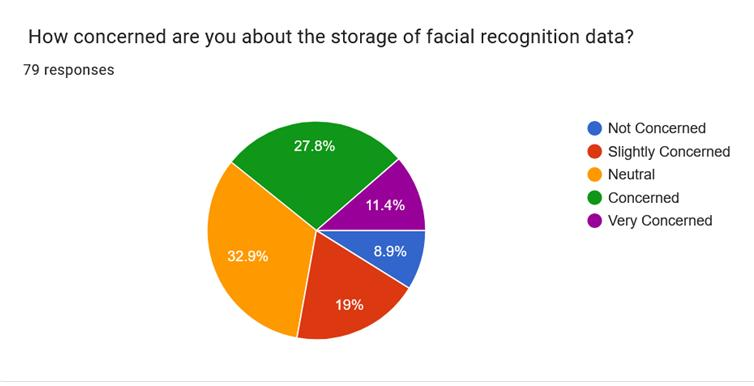 How concerned are you about the storage of facial recognition data?
79 responses
27.8%
11.4%
8.9%
32.9%
19%
Not Concerned
Slightly Concerned
Neutral
Concerned
Very Concerned